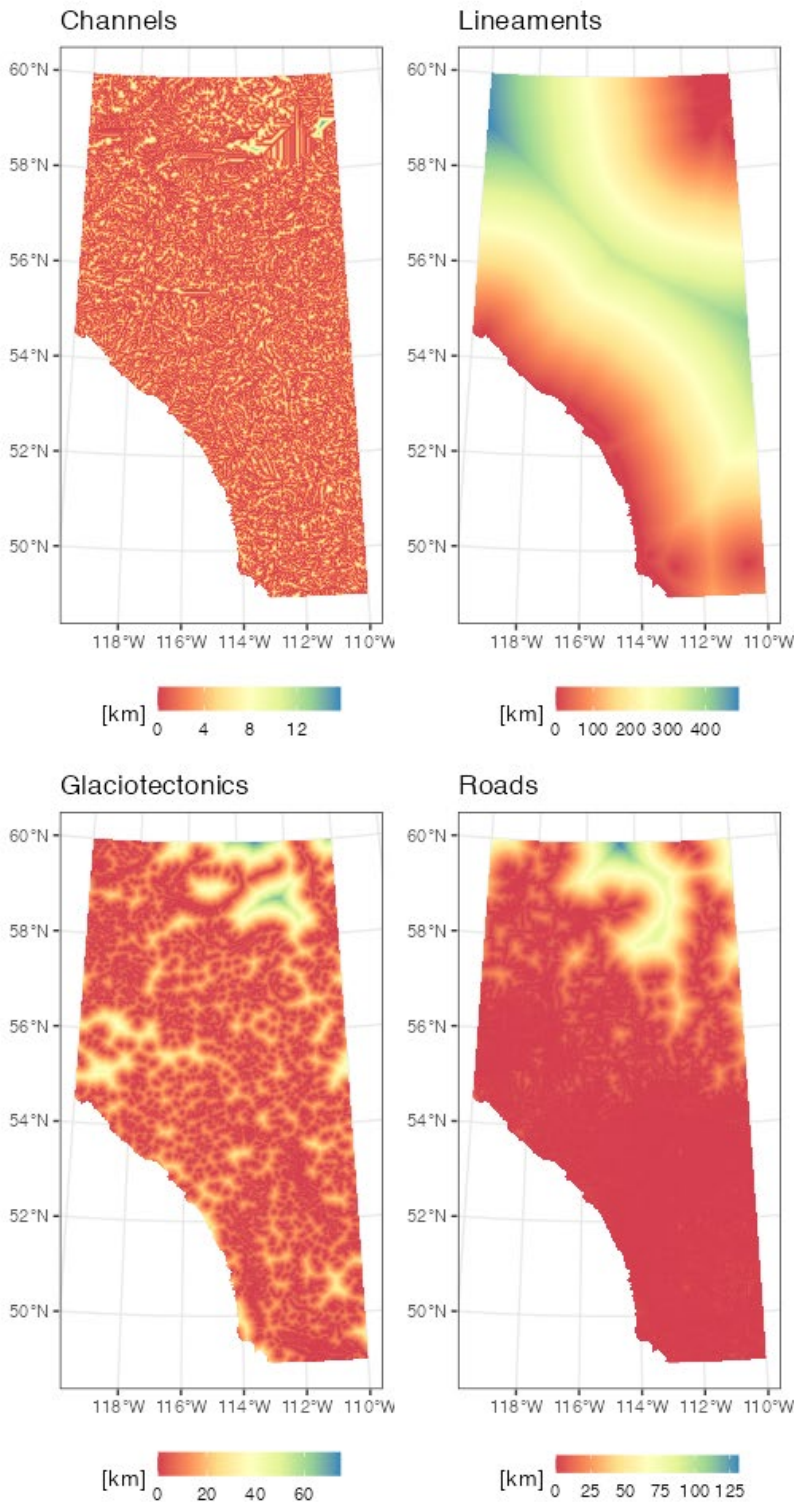 Channels
60°N
58°N
56°N
54°N
52°N
50°N
118°W 116°W 114°W 112°W 110°W
[km]
0 4 8 12
Lineaments
60°N
58°N
56°N
54°N
52°N
50°N
118°W 116°W 114°W 112°W 110°W
[km]
0 100 200 300 400
Glaciotectonics
60°N
58°N
56°N
54°N
52°N
50°N
118°W 116°W 114°W 112°W 110°W
[km]
0 20 40 60
Roads
60°N
58°N
56°N
54°N
52°N
50°N
118°W 116°W 114°W 112°W 110°W
[km]
0 25 50 75 100 125